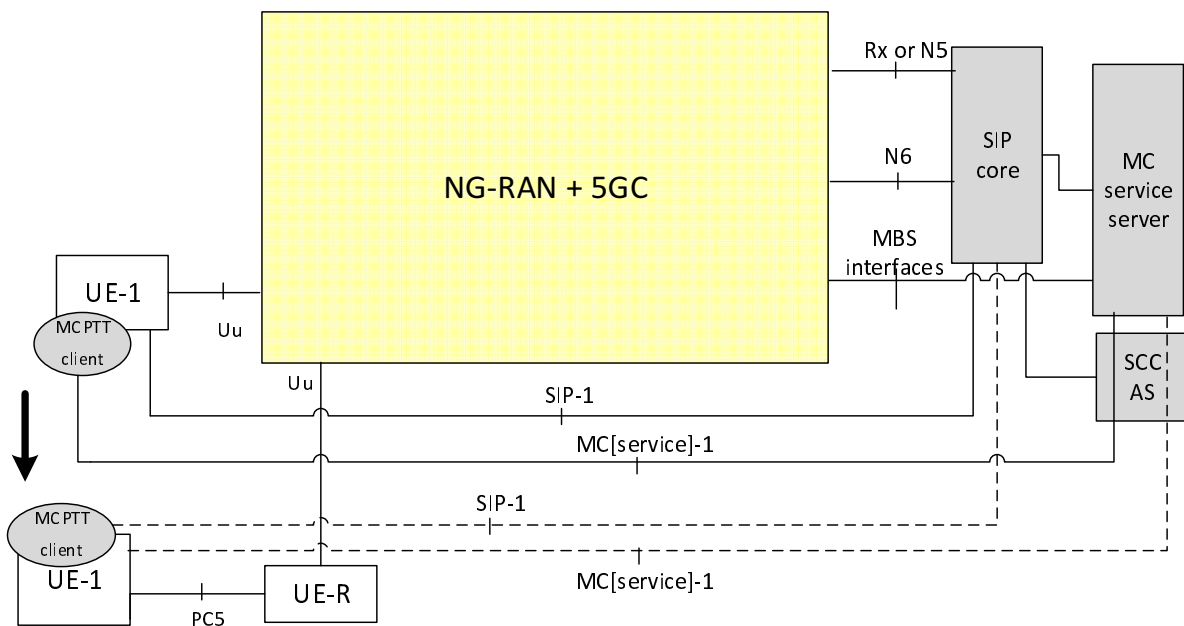 Rx or N5
SIP
core
MC
service
server
N6
NG-RAN + 5GC
MBS
interfaces
UE-1
MCPTT
client
Uu
Uu
SCC
AS
SIP-1
MC[service]-1
SIP-1
MCPTT
client
UE-1
MC[service]-1
UE-R
PC5